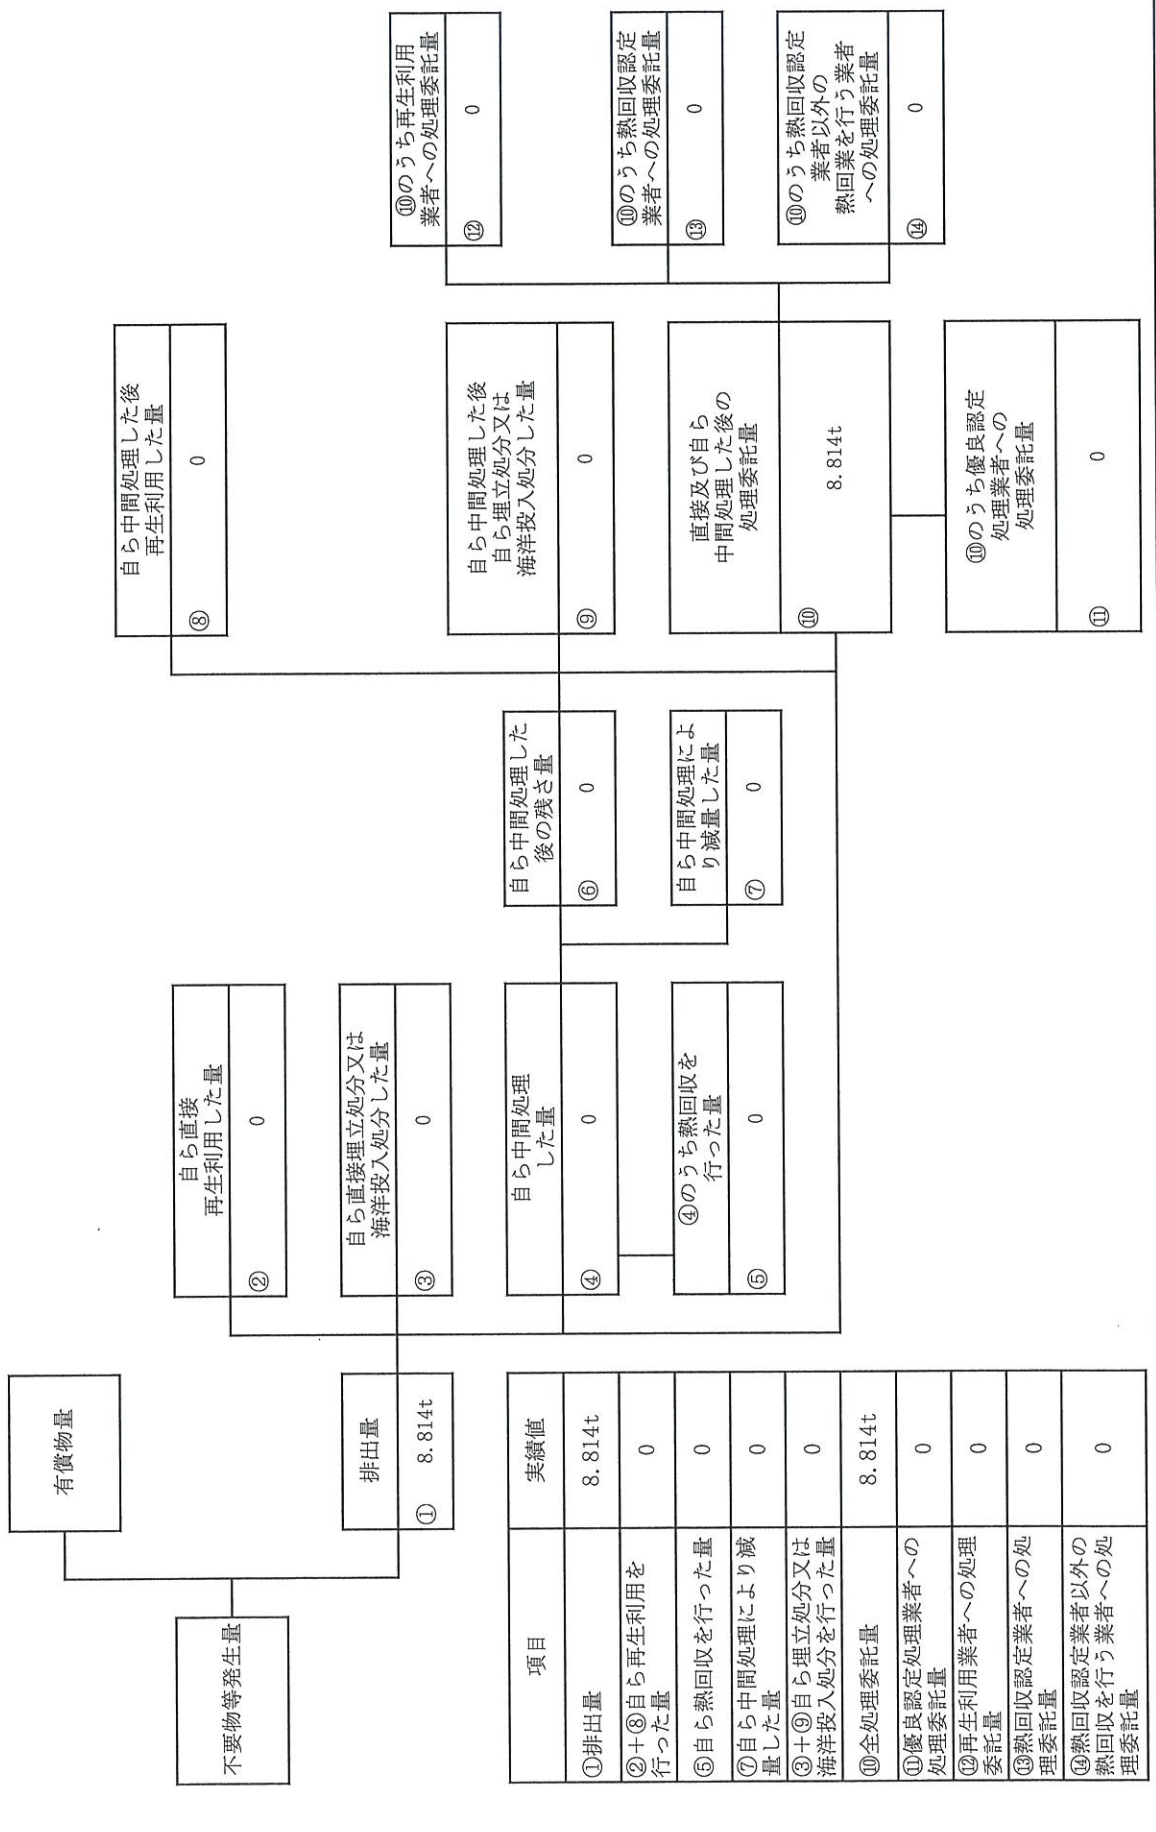 不要物等発生量
有償物量
排出量
① 8.814t
自ら直接
再生利用した量
② 0
自ら直接埋立処分又は
海洋投入処分した量
③ 0
自ら中間処理
した量
④ 0
④のうち熱回収を
行った量
⑤ 0
自ら中間処理した
後の残さ量
⑥ 0
自ら中間処理によ
り減量した量
⑦ 0
自ら中間処理した後
再生利用した量
⑧ 0
自ら中間処理した後
自ら埋立処分又は
海洋投入処分した量
⑨ 0
直接及び自ら
中間処理した後の
処理委託量
⑩ 8.814t
⑩のうち優良認定
処理業者への
処理委託量
⑪ 0
⑩のうち再生利用
業者への処理委託量
⑫ 0
⑩のうち熱回収認定
業者への処理委託量
⑬ 0
⑩のうち熱回収認定
業者以外の
熱回業を行う業者
への処理委託量
⑭ 0
項目 実績値
①排出量 8.814t
②＋⑧自ら再生利用を
行った量 0
⑤自ら熱回収を行った量 0
⑦自ら中間処理により減
量した量 0
③＋⑨自ら埋立処分又は
海洋投入処分を行った量 0
⑩全処理委託量 8.814t
⑪優良認定処理業者への
処理委託量 0
⑫再生利用業者への処理
委託量 0
⑬熱回収認定業者への処
理委託量 0
⑭熱回収認定業者以外の
熱回収を行う業者への処
理委託量 0